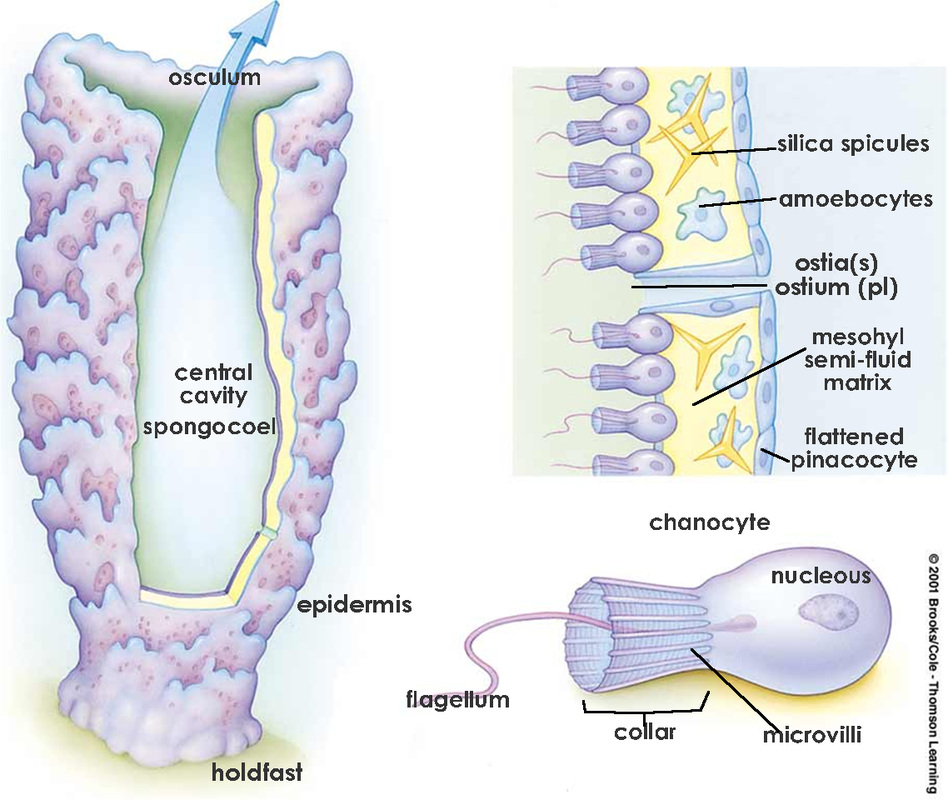 osculum
central
cavity
spongocoel
epidermis
holdfast
silica spicules
amoebocytes
ostia(s)
ostium (pl)
mesohyl
semi-fluid
matrix
flattened
pinacocyte
chanocyte
nucleous
flagellum
collar
microvilli
© 2001 Brooks/Cole - Thomson Learning